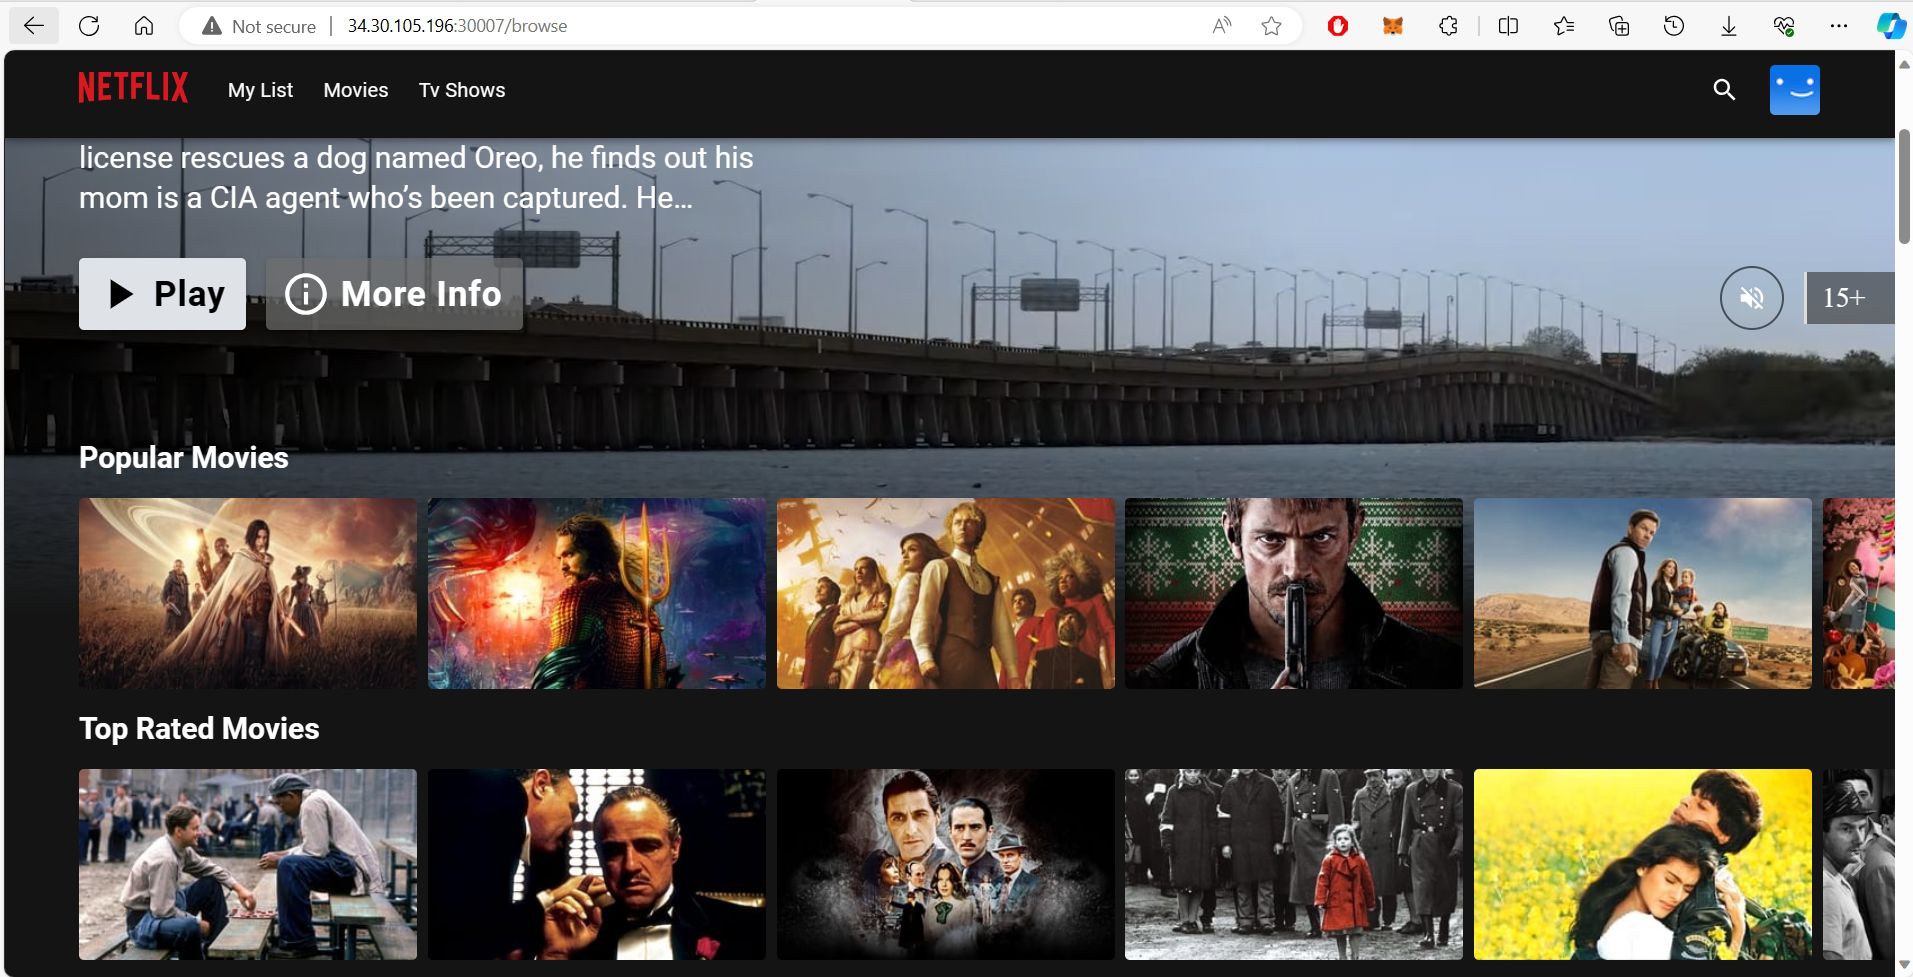 Not secure
34.30.105.196:30007/browse
NETFLIX
My List
Movies
Tv Shows
license rescues a dog named Oreo, he finds out his
mom is a CIA agent who’s been captured. He...
Play
More Info
15+
Popular Movies
Top Rated Movies